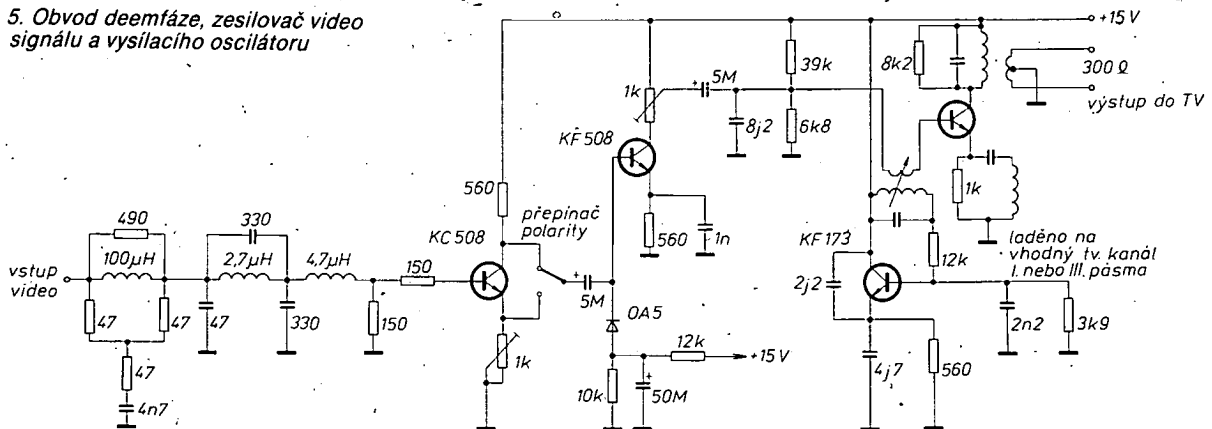 5. Obvod deemfáze, zesilovač video
signálu a vysílacího oscilátoru
+15 V
300 Ω
výstup do TV
8k2
39k
5M
+
1k
8j2
6k8
KF 508
1k
560
490
330
560
1n
přepínač
polarity
KF 173
12k
laděno na
vhodný tv. kanál
I. nebo III. pásma
KC 508
100μH
2,7μH
4,7μH
150
vstup
video
+
5M
2j2
47
47
47
330
150
0A5
2n2
3k9
12k
+15 V
1k
47
10k
+
50M
4j7
560
4n7